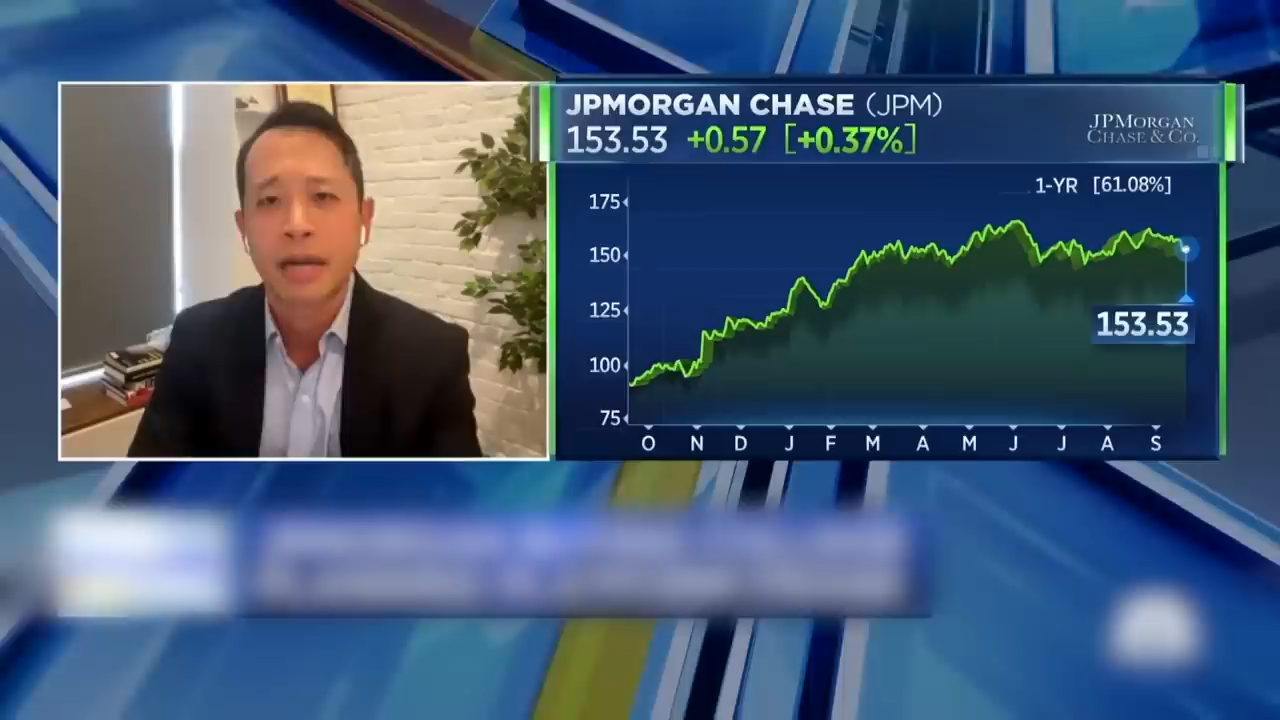 JPMORGAN CHASE (JPM)
153.53 +0.57 [+0.37%]
JPMORGAN
CHASE & CO.
1-YR [61.08%]
175
150
125
100
75
153.53
O N D J F M A M J J A S